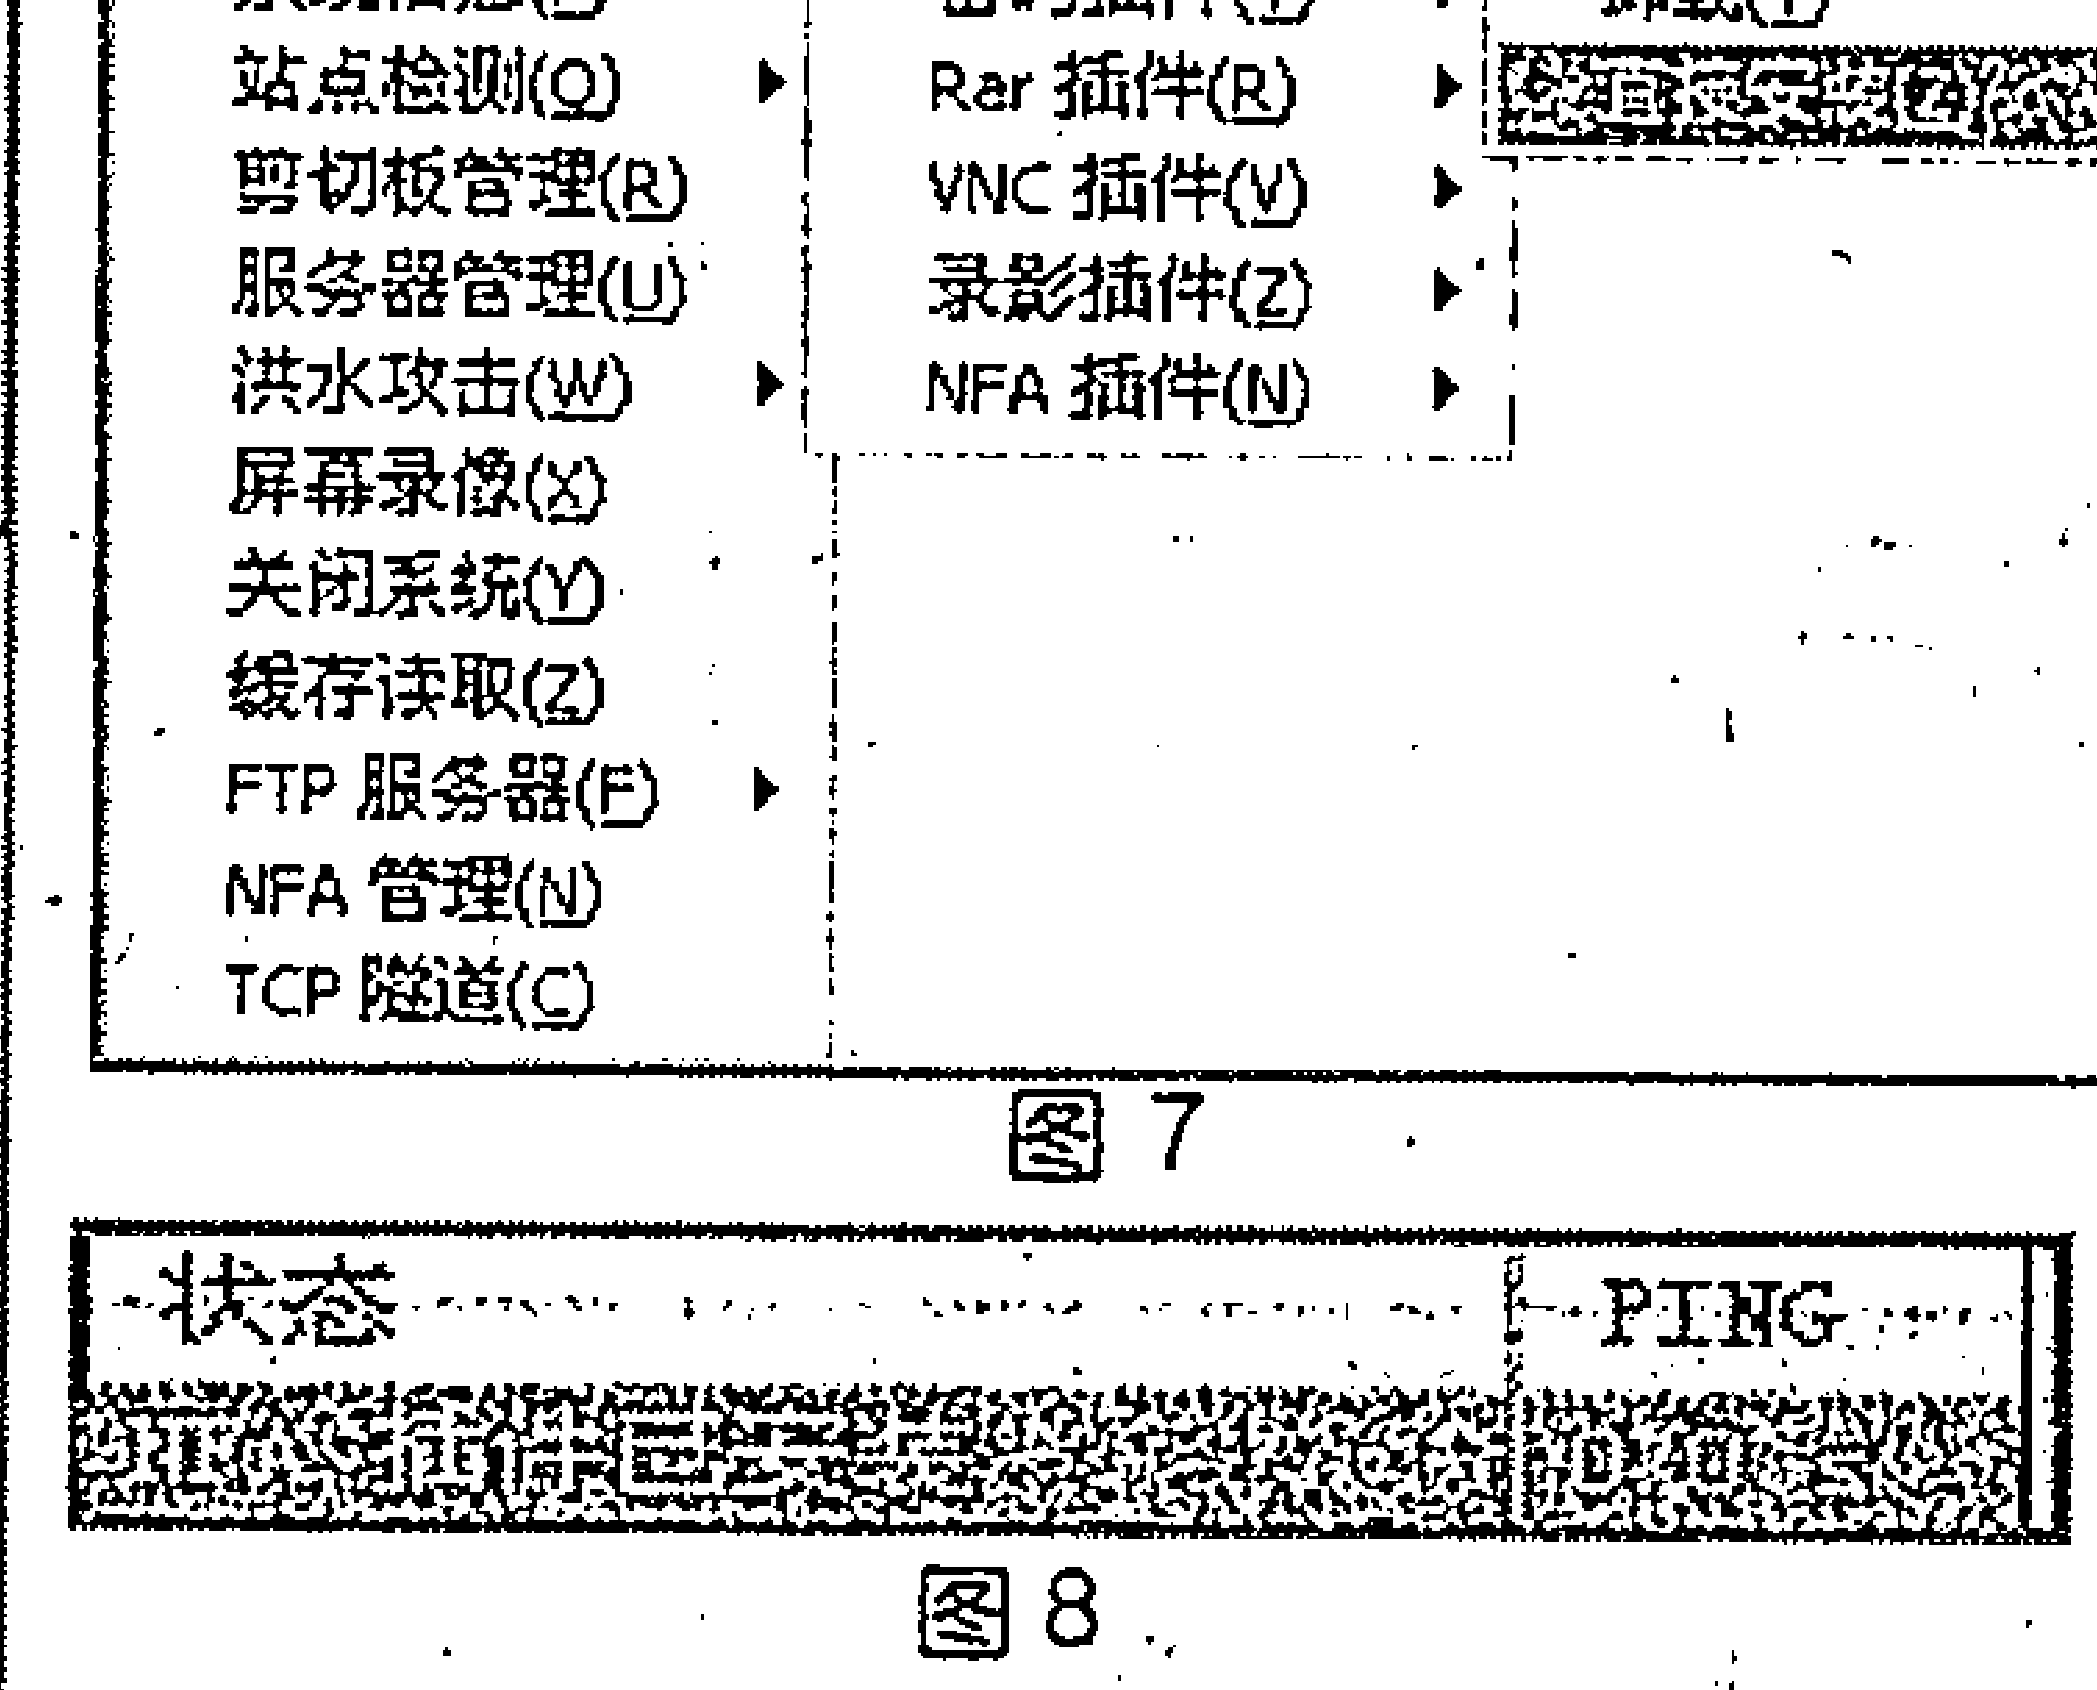 站点检测(Q)
剪切板管理(R)
服务器管理(U)
洪水攻击(W)
屏幕录像(X)
关闭系统(Y)
缓存读取(Z)
FTP 服务器(F)
NFA 管理(N)
TCP 隧道(C)
Rar 插件(R)
VNC 插件(V)
录影插件(Z)
NFA 插件(N)
卸载(T)
图 7
状态 PING
图 8